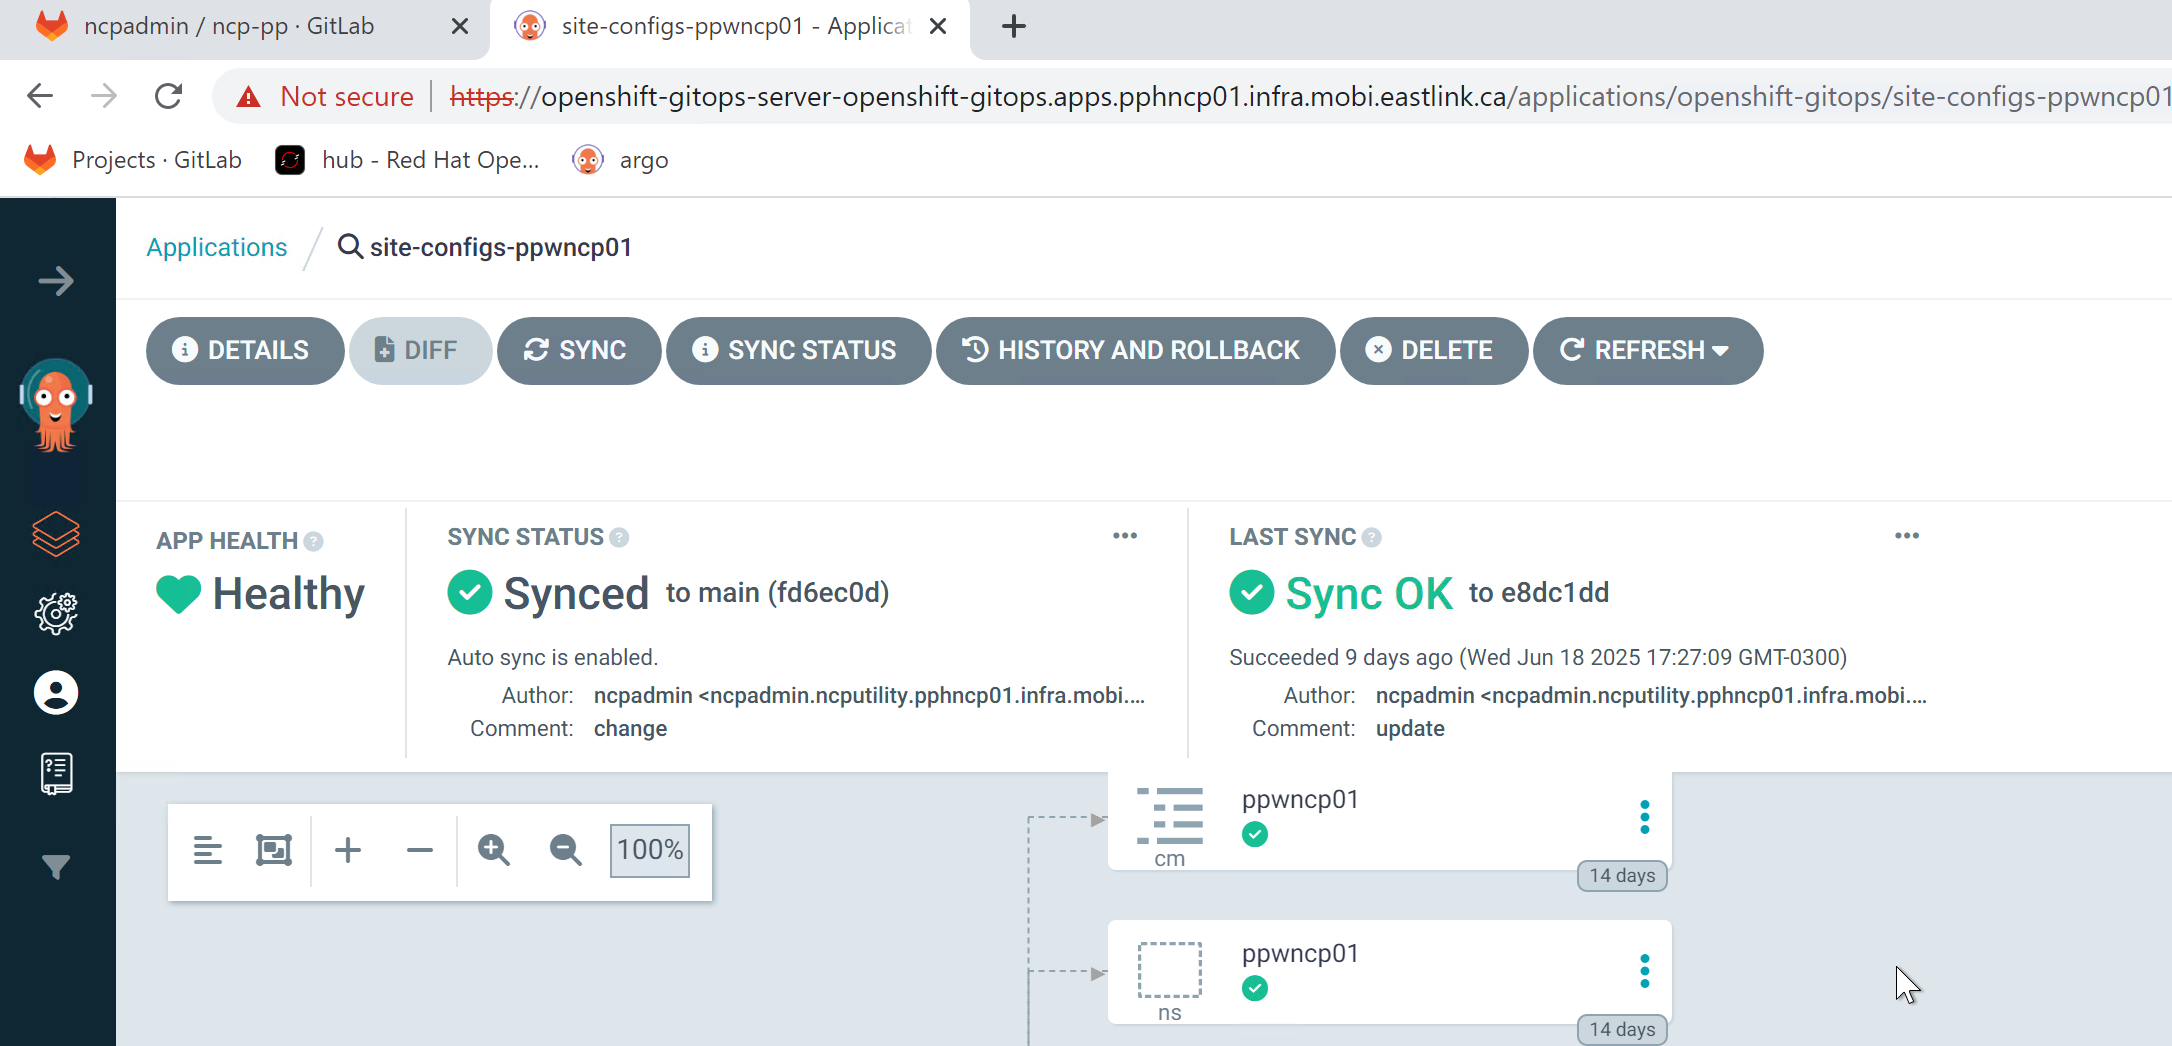 ncpadmin / ncp-pp · GitLab
site-configs-ppwncp01 - Applicat
Not secure
https://openshift-gitops-server-openshift-gitops.apps.pphncp01.infra.mobi.eastlink.ca/applications/openshift-gitops/site-configs-ppwncp01
Projects · GitLab
hub - Red Hat Ope...
argo
Applications / site-configs-ppwncp01
DETAILS
DIFF
SYNC
SYNC STATUS
HISTORY AND ROLLBACK
DELETE
REFRESH
APP HEALTH
Healthy
SYNC STATUS
Synced to main (fd6ec0d)
Auto sync is enabled.
Author: ncpadmin <ncpadmin.ncputility.pphncp01.infra.mobi....
Comment: change
LAST SYNC
Sync OK to e8dc1dd
Succeeded 9 days ago (Wed Jun 18 2025 17:27:09 GMT-0300)
Author: ncpadmin <ncpadmin.ncputility.pphncp01.infra.mobi....
Comment: update
100%
ppwncp01
cm
14 days
ppwncp01
ns
14 days